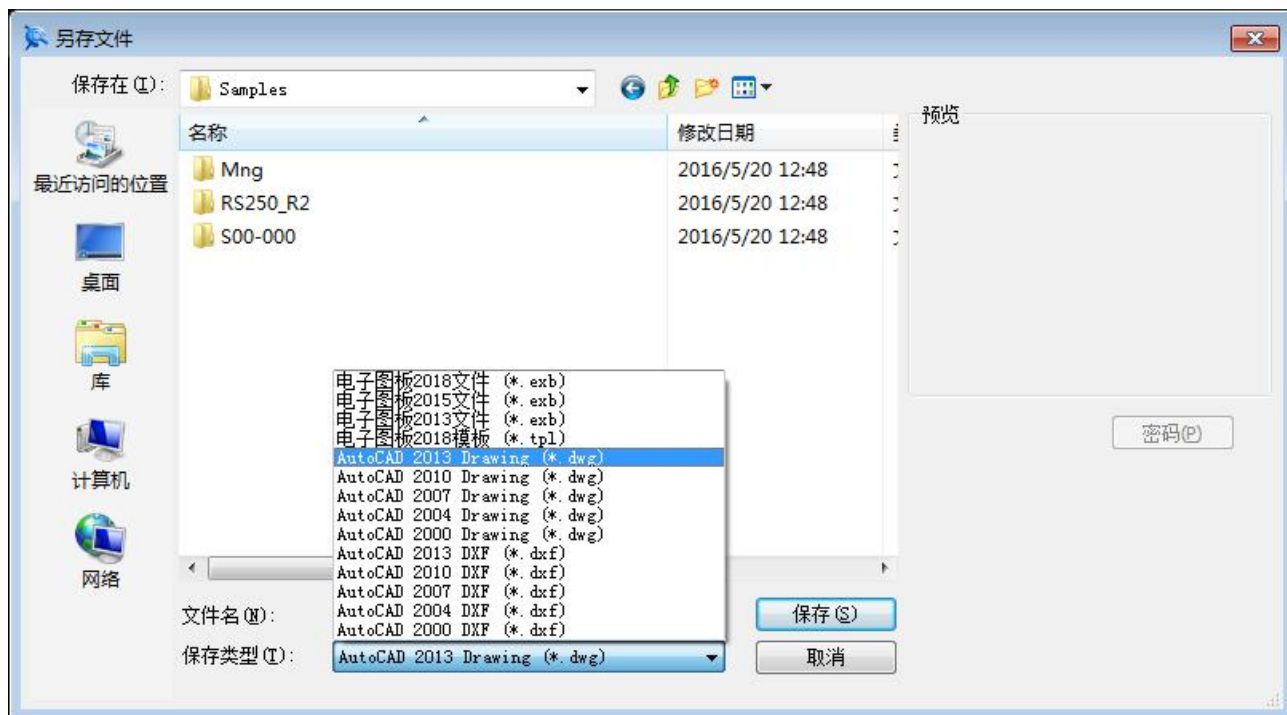 另存文件
保存在(I):
Samples
预览
名称
修改日期
Mng
2016/5/20 12:48
RS250_R2
2016/5/20 12:48
S00-000
2016/5/20 12:48
最近访问的位置
桌面
库
计算机
网络
电子图板2018文件 (*.exb)
电子图板2015文件 (*.exb)
电子图板2013文件 (*.exb)
电子图板2018模板 (*.tpl)
AutoCAD 2013 Drawing (*.dwg)
AutoCAD 2010 Drawing (*.dwg)
AutoCAD 2007 Drawing (*.dwg)
AutoCAD 2004 Drawing (*.dwg)
AutoCAD 2000 Drawing (*.dwg)
AutoCAD 2013 DXF (*.dxf)
AutoCAD 2010 DXF (*.dxf)
AutoCAD 2007 DXF (*.dxf)
AutoCAD 2004 DXF (*.dxf)
AutoCAD 2000 DXF (*.dxf)
密码(P)
文件名(N):
保存(S)
保存类型(T):
AutoCAD 2013 Drawing (*.dwg)
取消